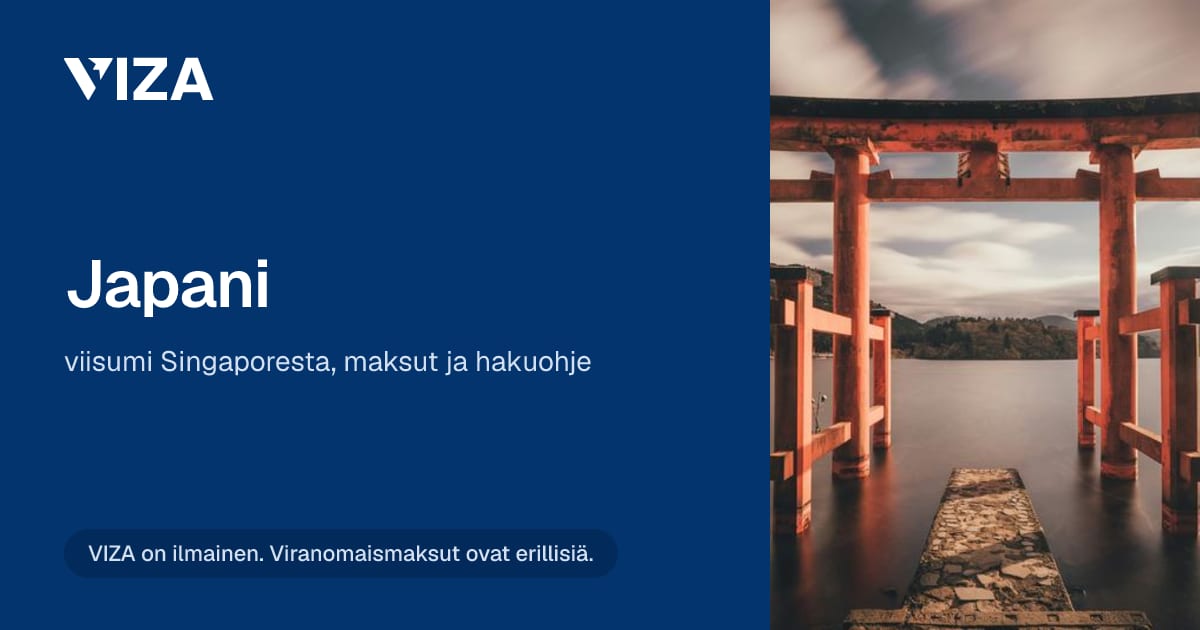 VIZA
Japani
viisumi Singaporesta, maksut ja hakuohje
VIZA on ilmainen. Viranomaismaksut ovat erillisiä.